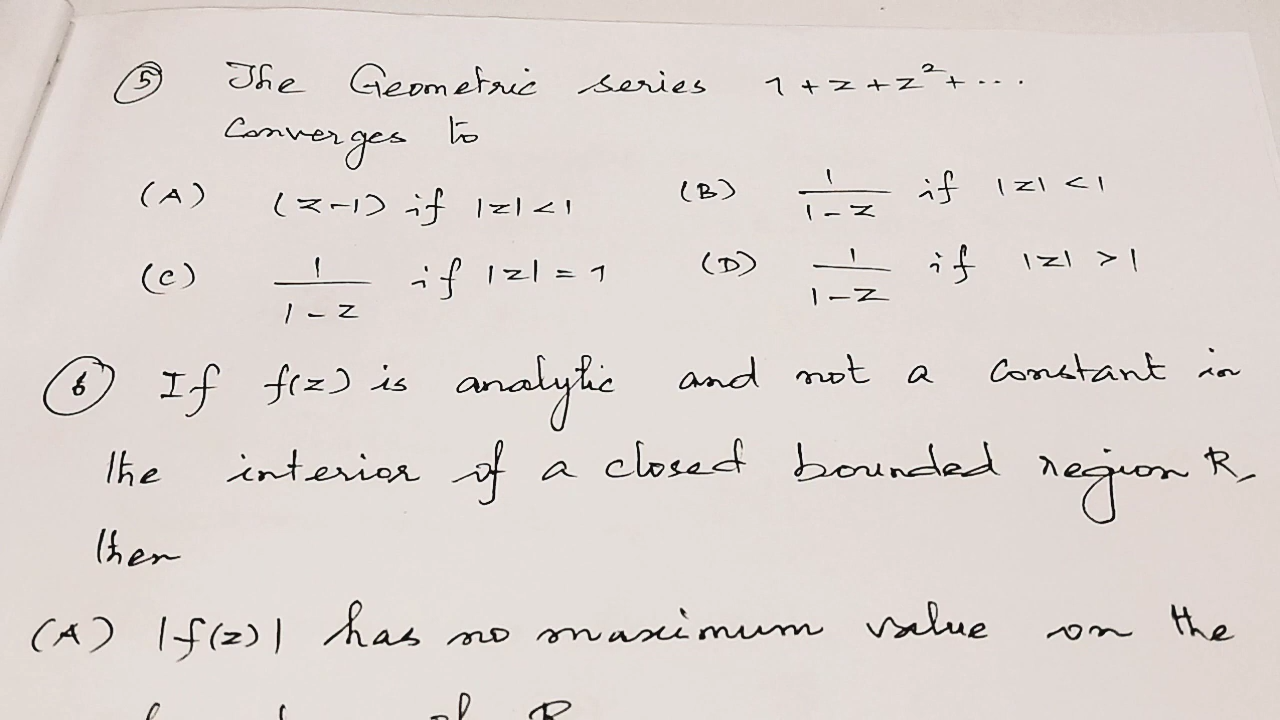 (5) The Geometric series 1 + z + z² + ...
Converges to
(A) (z-1) if |z| < 1 (B) 1/(1-z) if |z| < 1
(C) 1/(1-z) if |z| = 1 (D) 1/(1-z) if |z| > 1
(6) If f(z) is analytic and not a constant in
the interior of a closed bounded region R,
then
(A) |f(z)| has no maximum value on the
of R